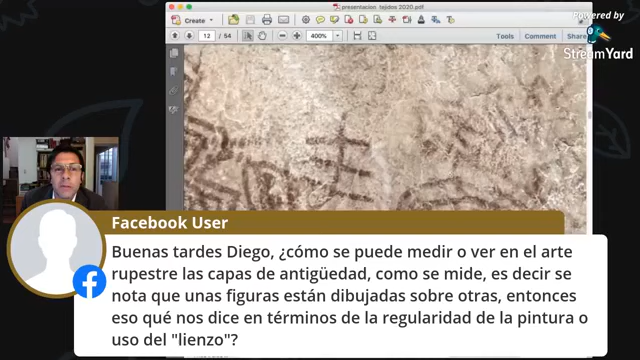 presentacion tejidos 2020.pdf
Create
12 / 54
400%
Tools
Comment
Share
Powered by
StreamYard
Facebook User
Buenas tardes Diego, ¿cómo se puede medir o ver en el arte
rupestre las capas de antigüedad, como se mide, es decir se
nota que unas figuras están dibujadas sobre otras, entonces
eso qué nos dice en términos de la regularidad de la pintura o
uso del "lienzo"?